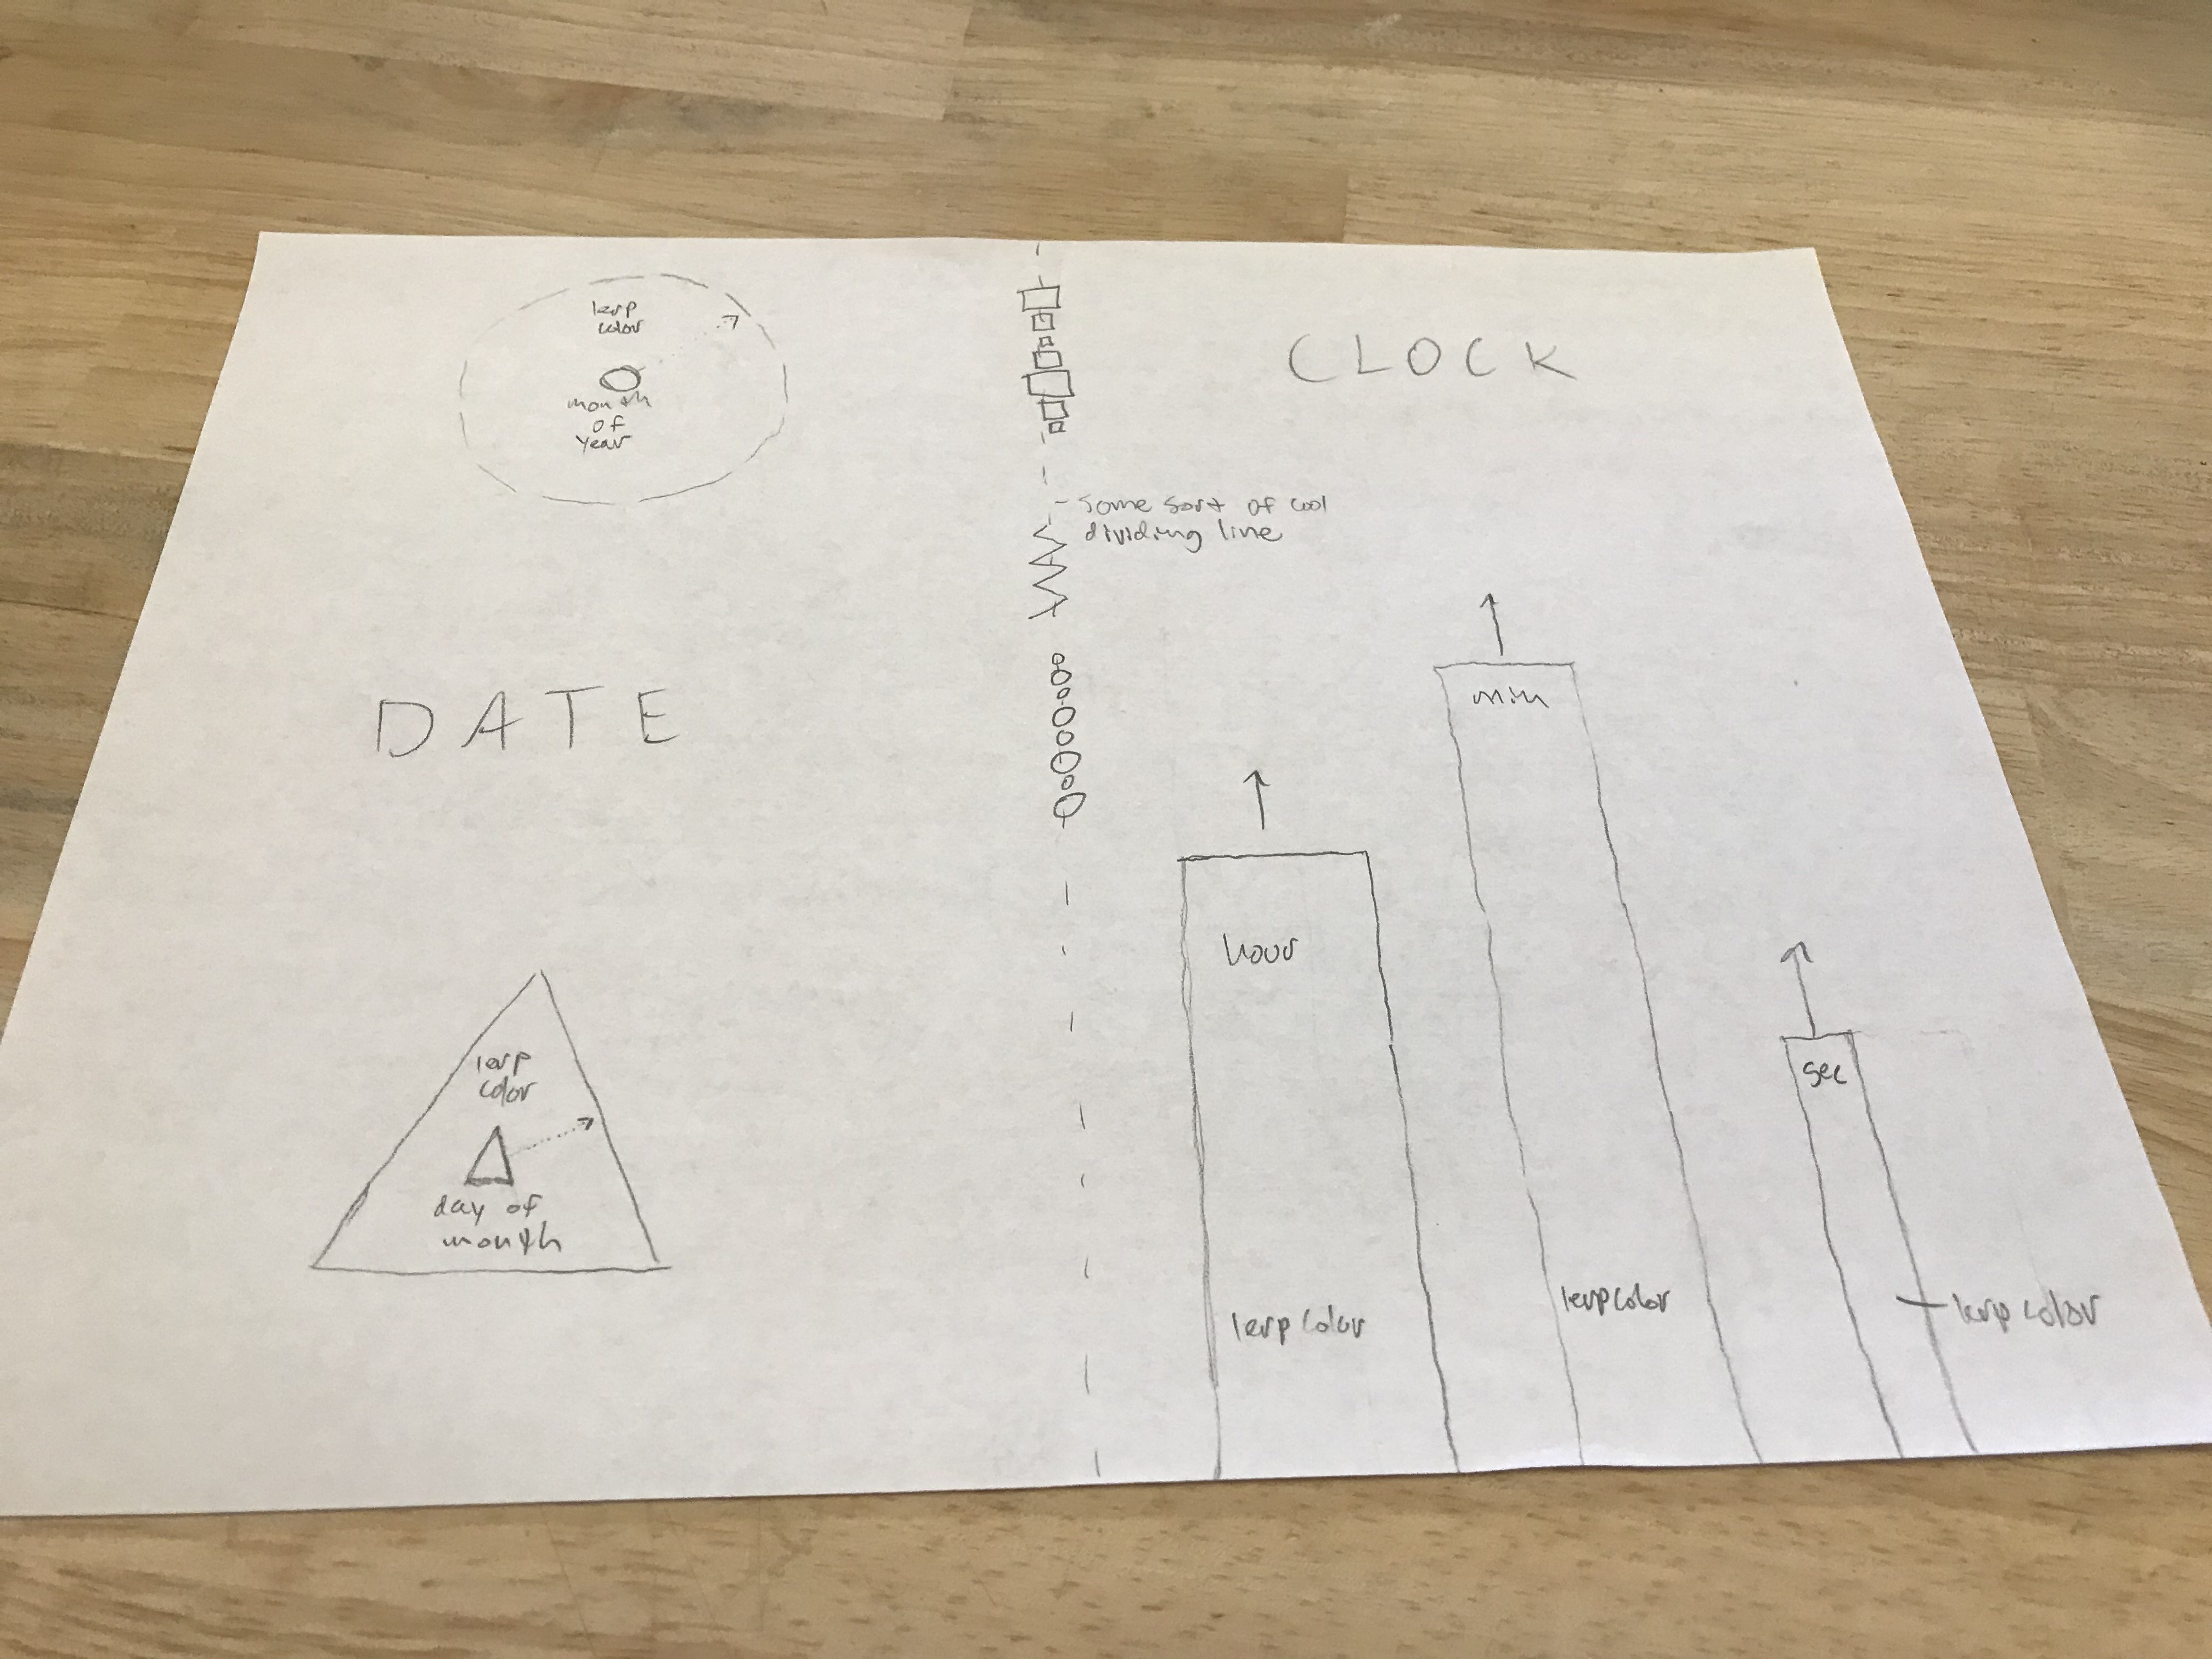 lerp
color
month
of
year
DATE
lerp
color
day of
month
some sort of cool
dividing line
CLOCK
hour
lerp color
min
lerp color
sec
lerp color